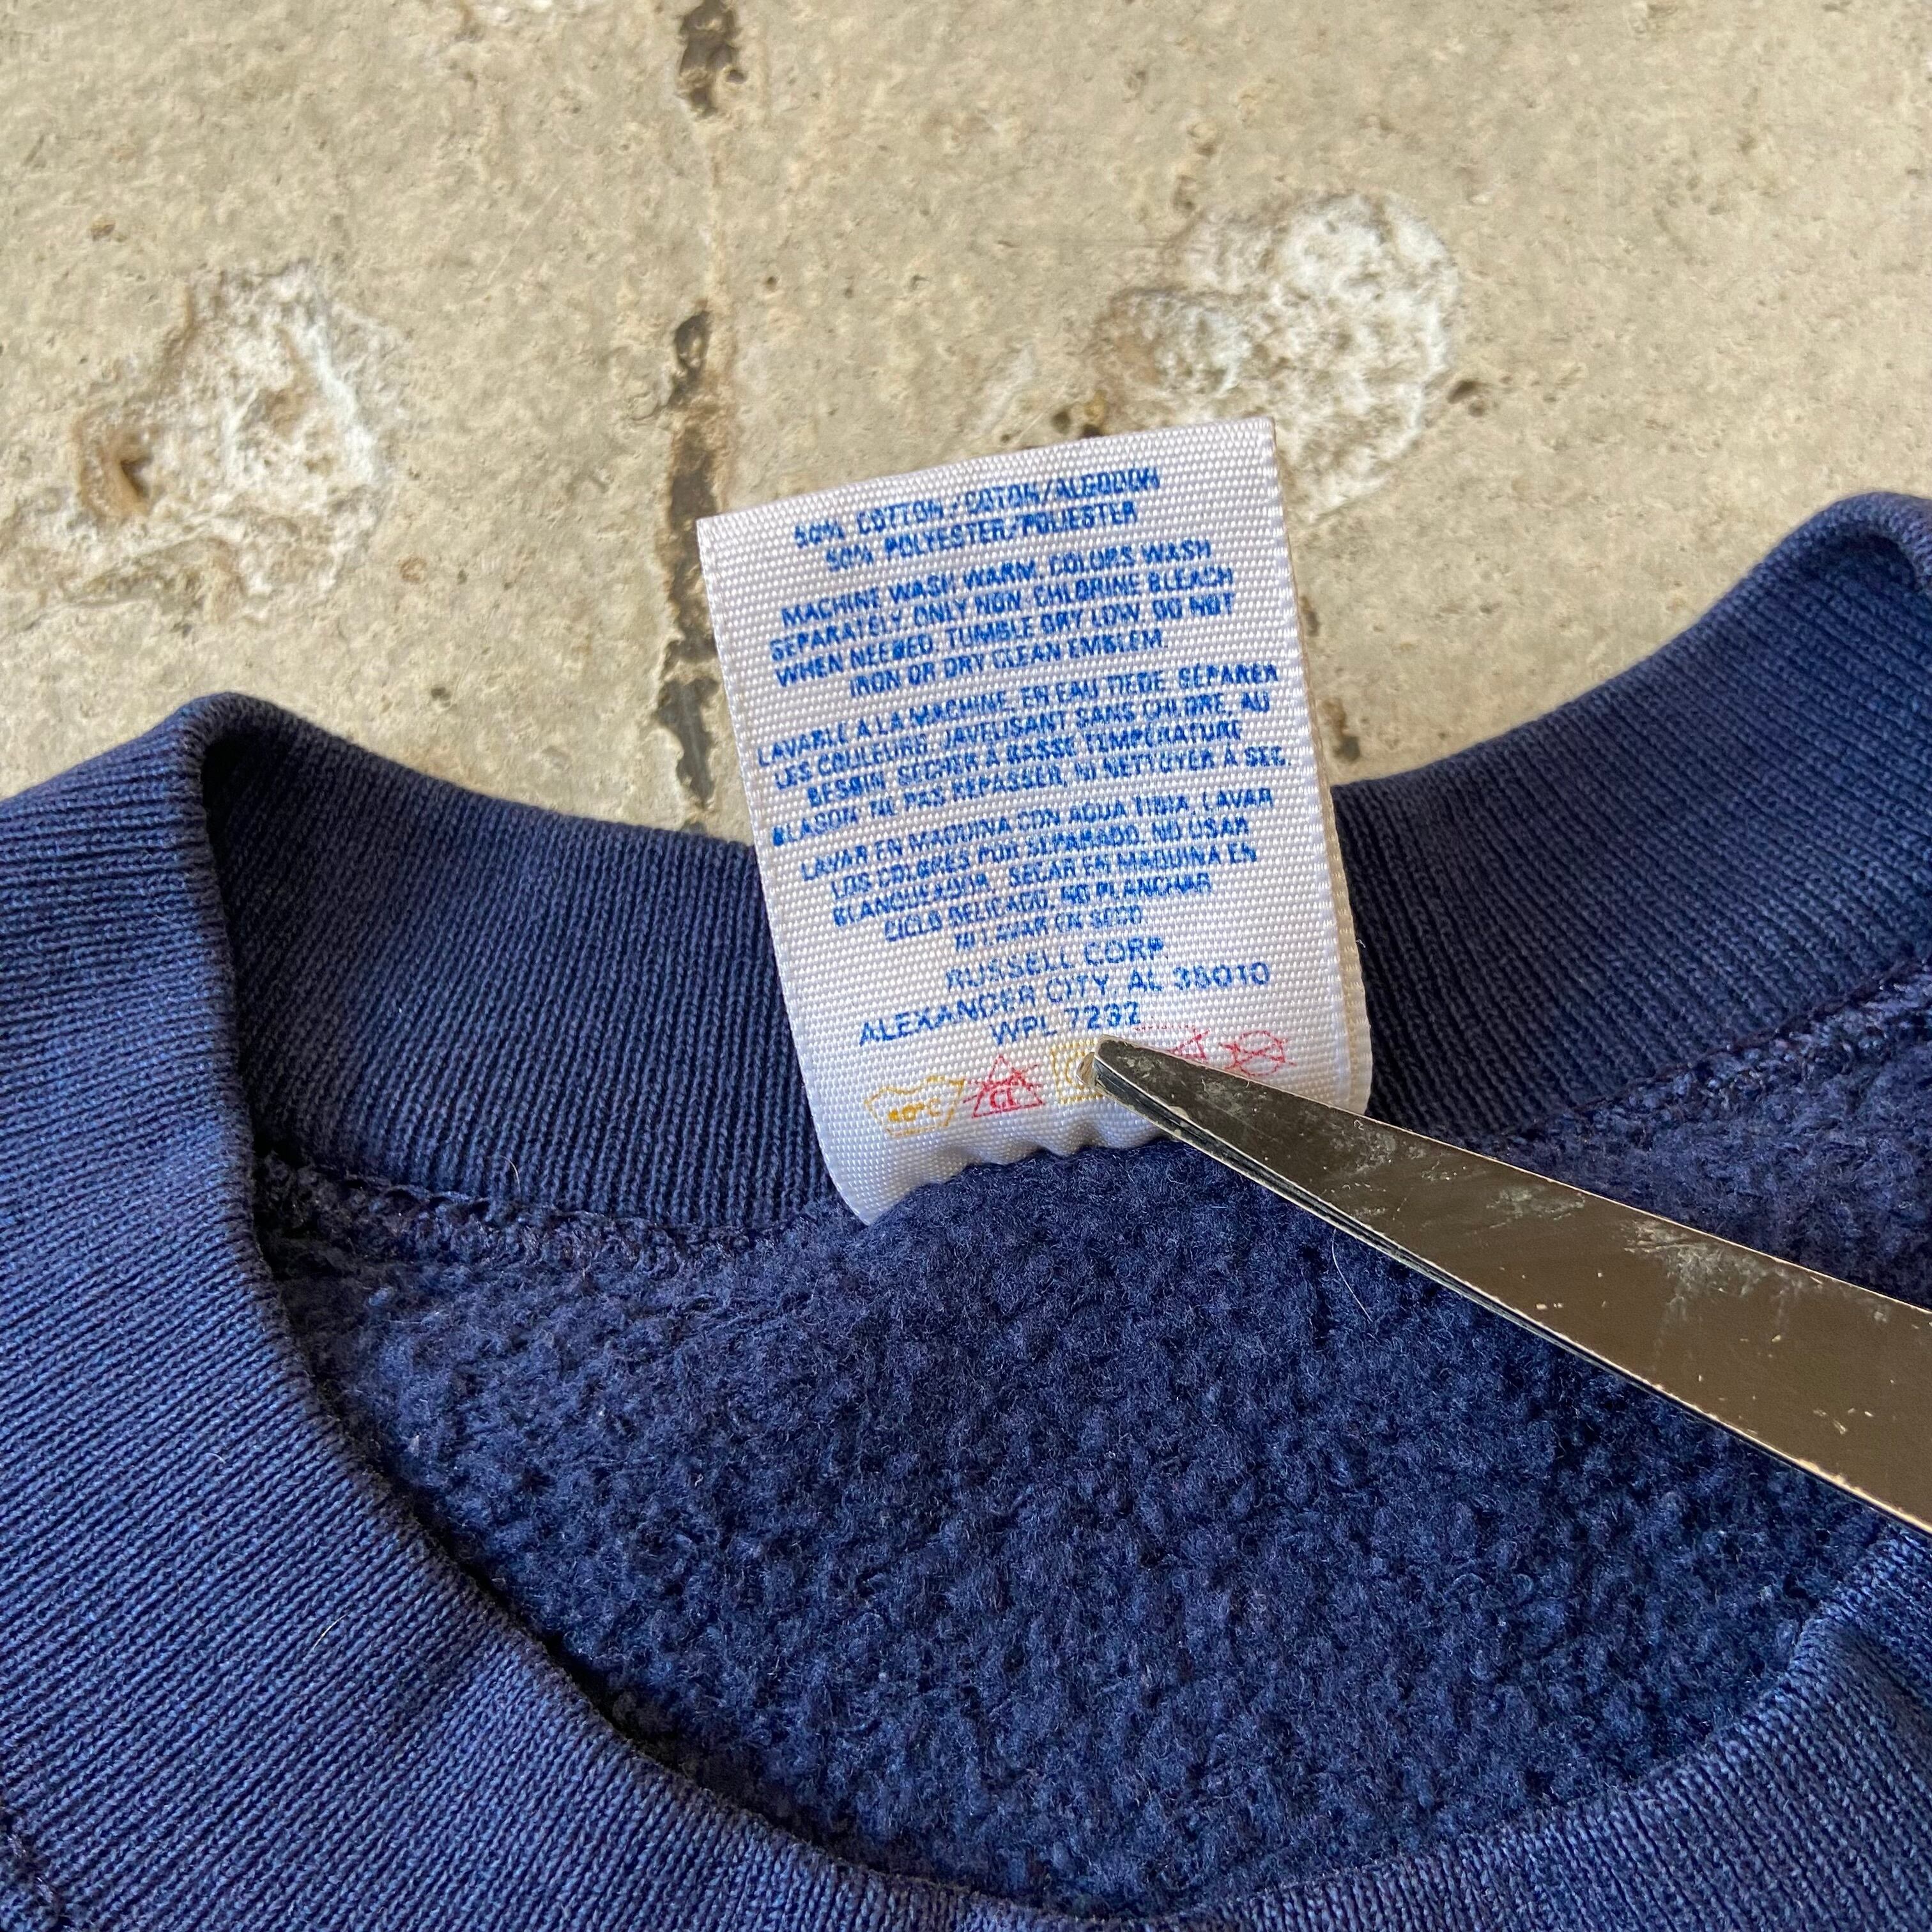 50% COTTON / COTON/ALGODON
50% POLYESTER/POLIESTER
MACHINE WASH WARM, COLORS WASH
SEPARATELY, ONLY NON-CHLORINE BLEACH
WHEN NEEDED. TUMBLE DRY LOW. DO NOT
IRON OR DRY CLEAN EMBLEM.
LAVABLE A LA MACHINE, EN EAU TIEDE, SÉPARER
LES COULEURS, JAVELISANT SANS CHLORE, AU
BESOIN, SECHER A BASSE TEMPÉRATURE
BLASON NE PAS REPASSER, NI NETTOYER A SEC.
LAVAR EN MAQUINA CON AGUA TIBIA, LAVAR
LOS COLORES POR SEPARADO, NO USAR
BLANQUEADOR, SECAR EN MAQUINA EN
CICLO DELICADO, NO PLANCHAR
NI LAVAR EN SECO
RUSSELL CORP.
ALEXANDER CITY, AL 35010
WPL 7292
40°C CL